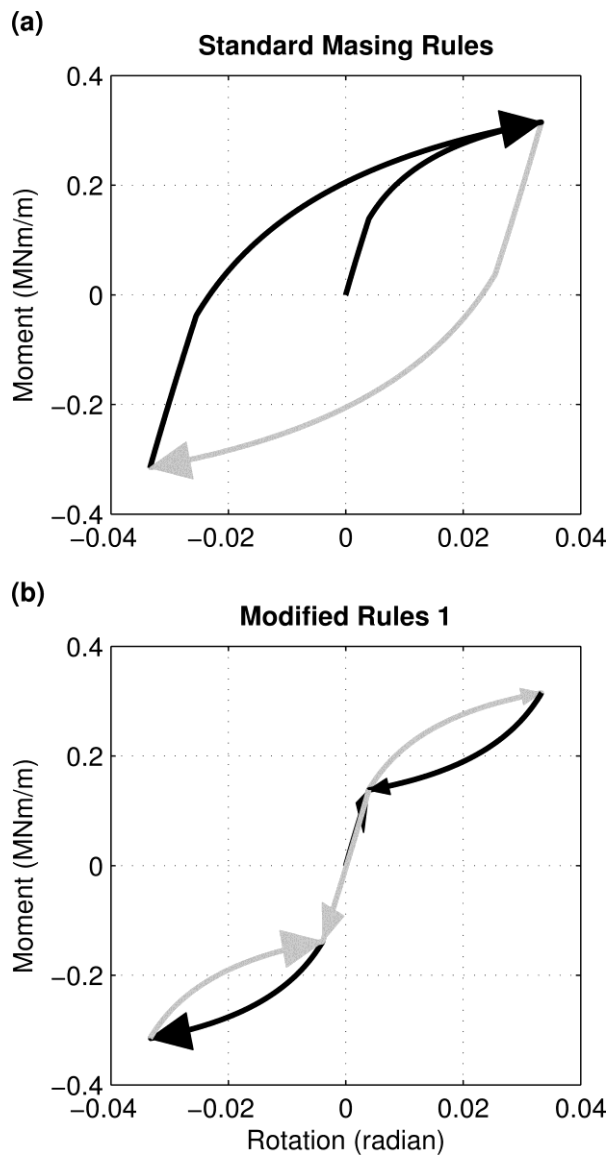 (a)
Standard Masing Rules
0.4
0.2
0
−0.2
−0.4
Moment (MNm/m)
−0.04 −0.02 0 0.02 0.04
(b)
Modified Rules 1
0.4
0.2
0
−0.2
−0.4
Moment (MNm/m)
−0.04 −0.02 0 0.02 0.04
Rotation (radian)